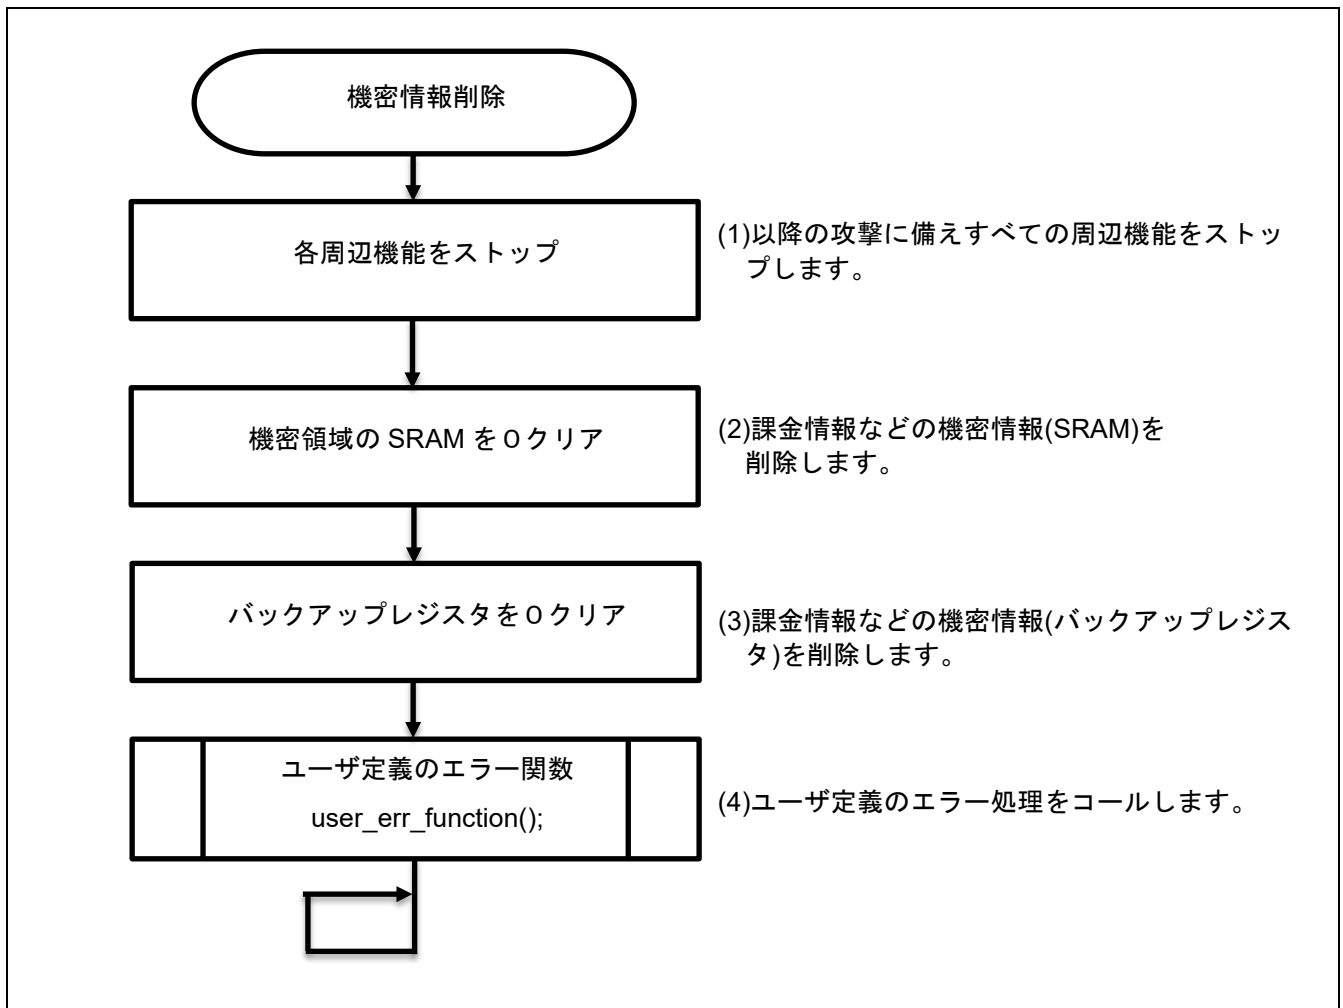 機密情報削除
各周辺機能をストップ
(1)以降の攻撃に備えすべての周辺機能をストッ
プします。
機密領域の SRAM を０クリア
(2)課金情報などの機密情報(SRAM)を
削除します。
バックアップレジスタを０クリア
(3)課金情報などの機密情報(バックアップレジス
タ)を削除します。
ユーザ定義のエラー関数
user_err_function();
(4)ユーザ定義のエラー処理をコールします。